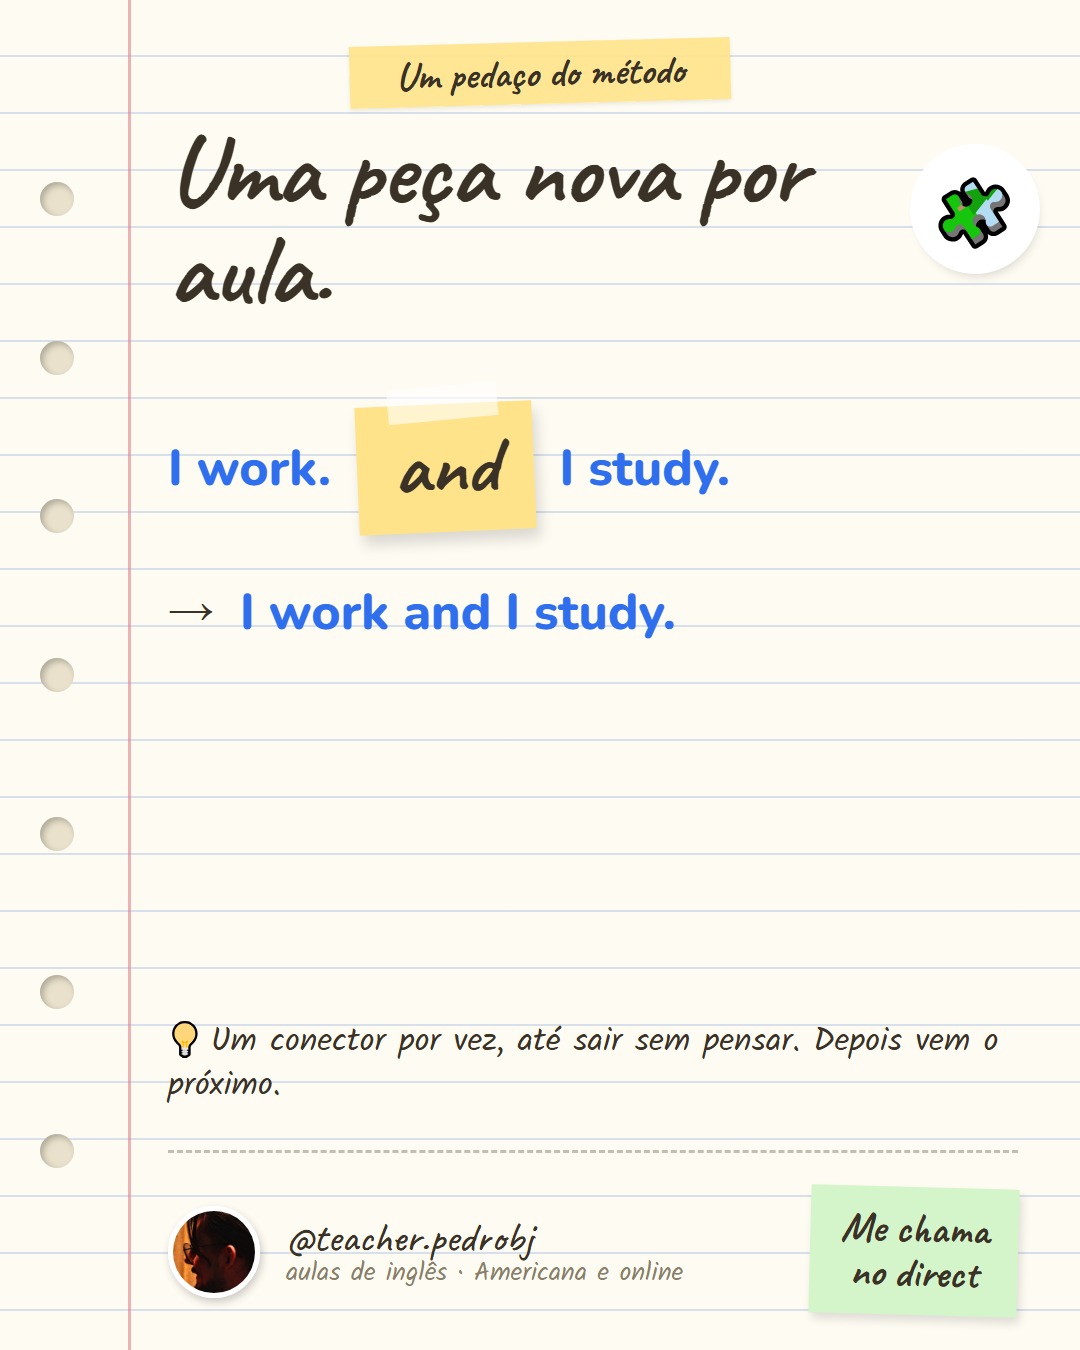 Um pedaço do método
Uma peça nova por
aula.
I work. and I study.
→ I work and I study.
Um conector por vez, até sair sem pensar. Depois vem o
próximo.
@teacher.pedrobj
aulas de inglês · Americana e online
Me chama
no direct